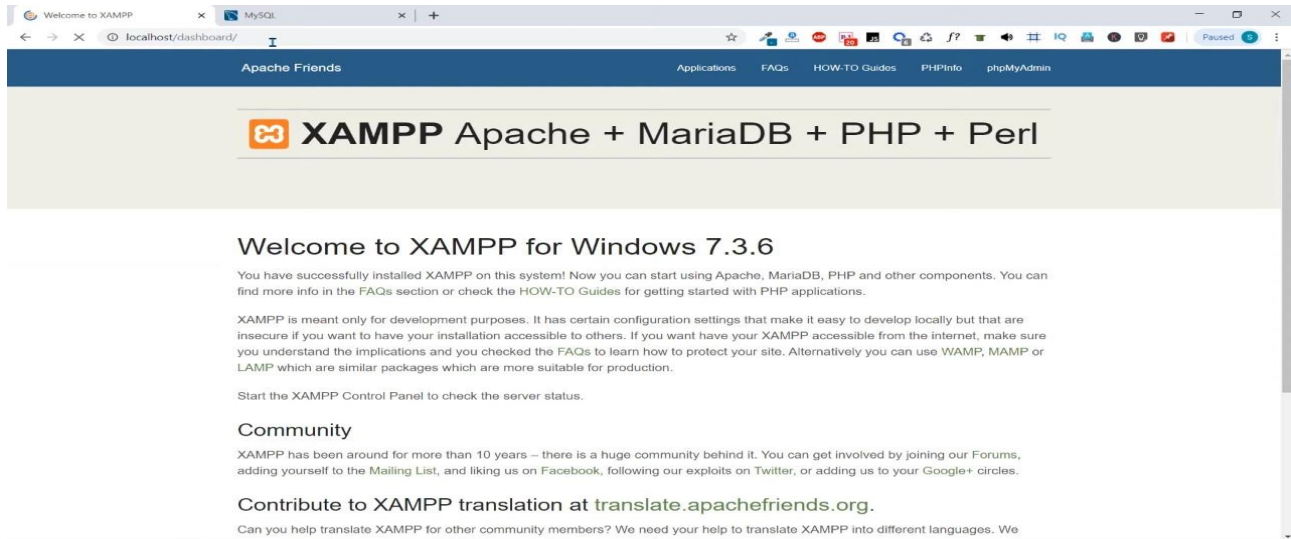 Welcome to XAMPP
MySQL
localhost/dashboard/
Paused
Apache Friends
Applications
FAQs
HOW-TO Guides
PHPInfo
phpMyAdmin
XAMPP Apache + MariaDB + PHP + Perl
Welcome to XAMPP for Windows 7.3.6
You have successfully installed XAMPP on this system! Now you can start using Apache, MariaDB, PHP and other components. You can
find more info in the FAQs section or check the HOW-TO Guides for getting started with PHP applications.
XAMPP is meant only for development purposes. It has certain configuration settings that make it easy to develop locally but that are
insecure if you want to have your installation accessible to others. If you want have your XAMPP accessible from the internet, make sure
you understand the implications and you checked the FAQs to learn how to protect your site. Alternatively you can use WAMP, MAMP or
LAMP which are similar packages which are more suitable for production.
Start the XAMPP Control Panel to check the server status.
Community
XAMPP has been around for more than 10 years – there is a huge community behind it. You can get involved by joining our Forums,
adding yourself to the Mailing List, and liking us on Facebook, following our exploits on Twitter, or adding us to your Google+ circles.
Contribute to XAMPP translation at translate.apachefriends.org.
Can you help translate XAMPP for other community members? We need your help to translate XAMPP into different languages. We